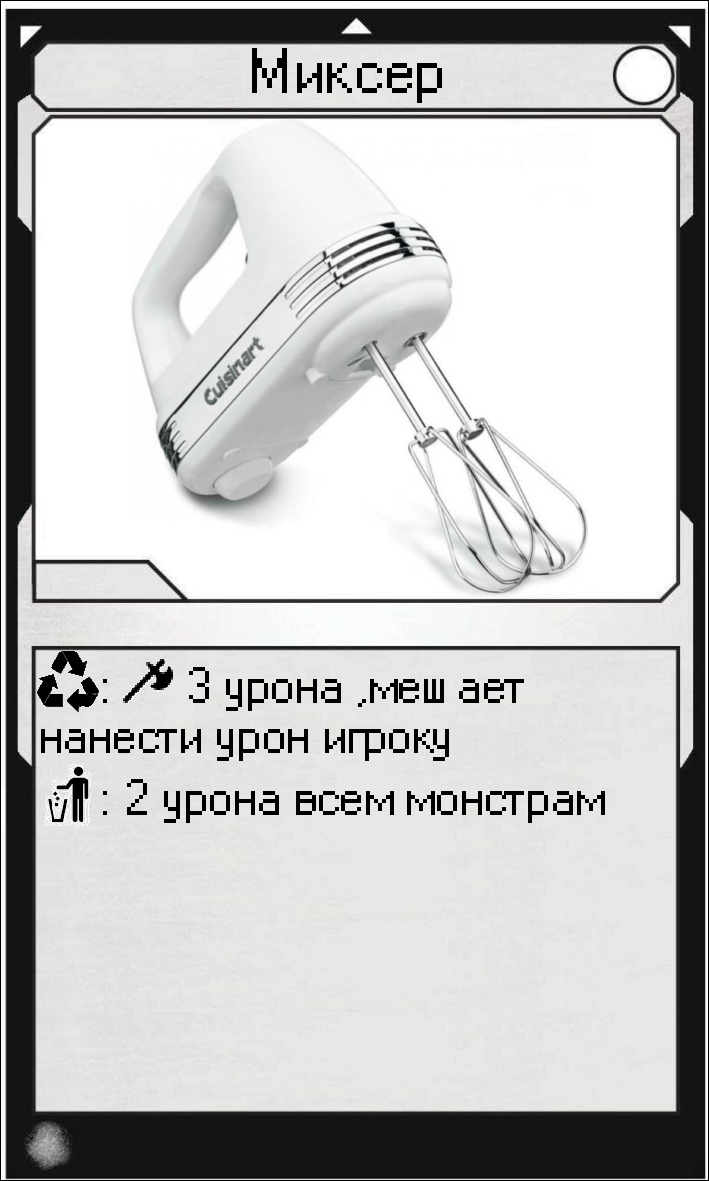 Миксер
Cuisinart
: 3 урона ,меш ает
нанести урон игроку
: 2 урона всем монстрам